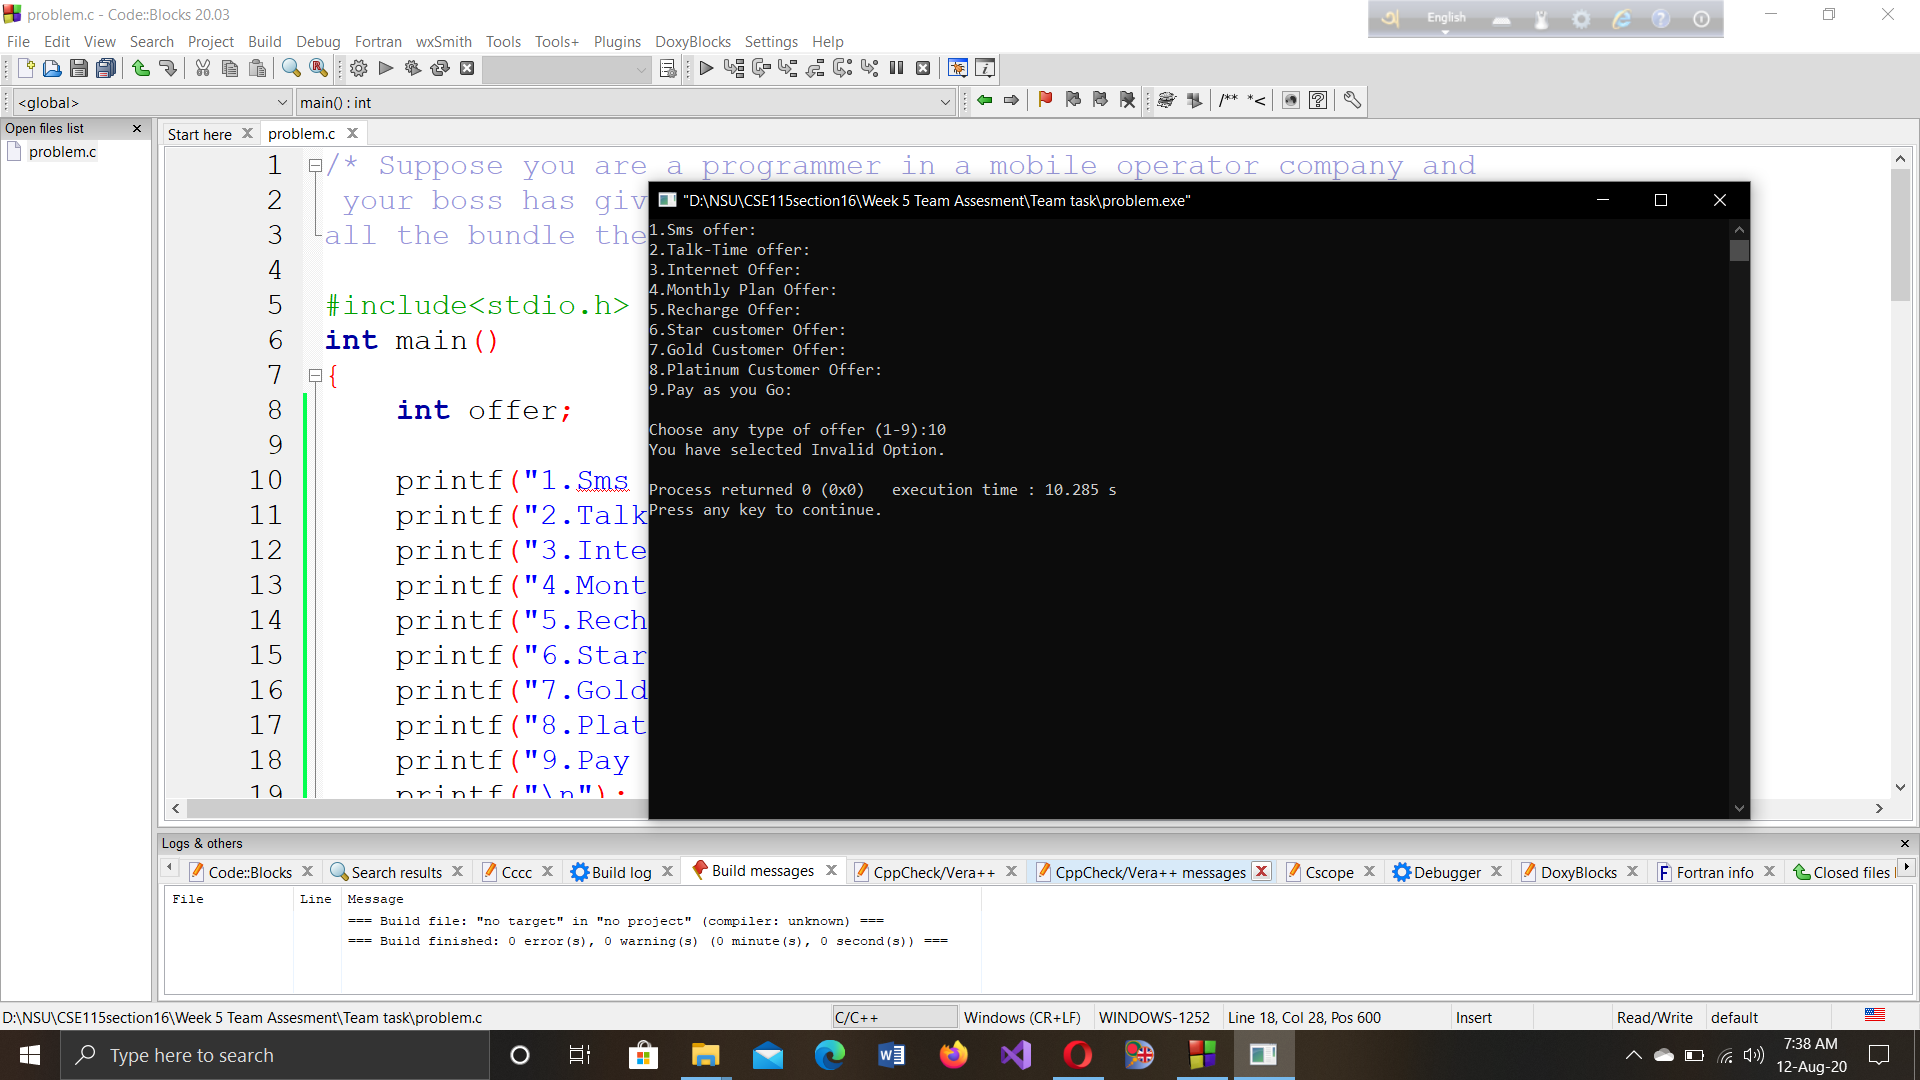 problem.c - Code::Blocks 20.03
English
File Edit View Search Project Build Debug Fortran wxSmith Tools Tools+ Plugins DoxyBlocks Settings Help
<global>
main() : int
/** *<
Open files list
problem.c
Start here
problem.c
1 /* Suppose you are a programmer in a mobile operator company and
2 your boss has giv
3 all the bundle the
4
5 #include<stdio.h>
6 int main()
7 {
8 int offer;
9
10 printf("1.Sms
11 printf("2.Talk
12 printf("3.Inte
13 printf("4.Mont
14 printf("5.Rech
15 printf("6.Star
16 printf("7.Gold
17 printf("8.Plat
18 printf("9.Pay
19 printf("\n");
"D:\NSU\CSE115section16\Week 5 Team Assesment\Team task\problem.exe"
1.Sms offer:
2.Talk-Time offer:
3.Internet Offer:
4.Monthly Plan Offer:
5.Recharge Offer:
6.Star customer Offer:
7.Gold Customer Offer:
8.Platinum Customer Offer:
9.Pay as you Go:
Choose any type of offer (1-9):10
You have selected Invalid Option.
Process returned 0 (0x0) execution time : 10.285 s
Press any key to continue.
Logs & others
Code::Blocks Search results Cccc Build log Build messages CppCheck/Vera++ CppCheck/Vera++ messages Cscope Debugger DoxyBlocks Fortran info Closed files l
File Line Message
=== Build file: "no target" in "no project" (compiler: unknown) ===
=== Build finished: 0 error(s), 0 warning(s) (0 minute(s), 0 second(s)) ===
D:\NSU\CSE115section16\Week 5 Team Assesment\Team task\problem.c C/C++ Windows (CR+LF) WINDOWS-1252 Line 18, Col 28, Pos 600 Insert Read/Write default
Type here to search
7:38 AM
12-Aug-20